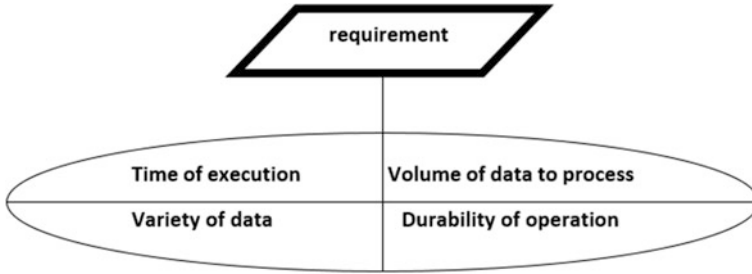 requirement
Time of execution
Volume of data to process
Variety of data
Durability of operation